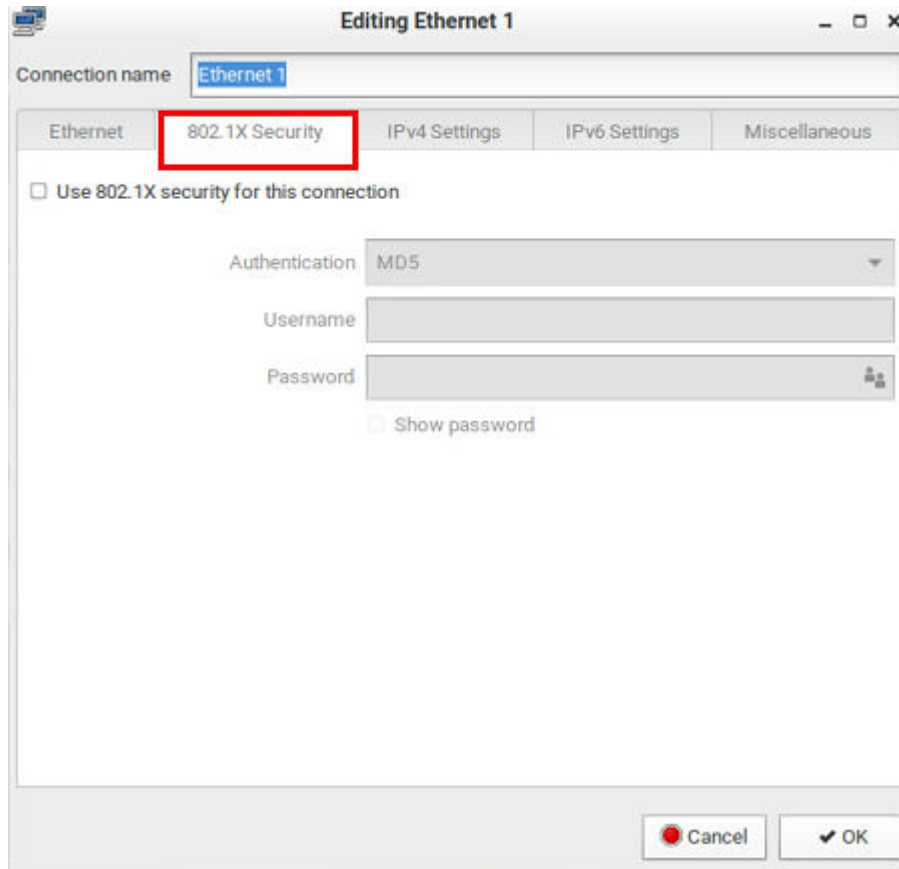 Editing Ethernet 1
Connection name Ethernet 1
Ethernet 802.1X Security IPv4 Settings IPv6 Settings Miscellaneous
Use 802.1X security for this connection
Authentication MD5
Username
Password
Show password
Cancel OK